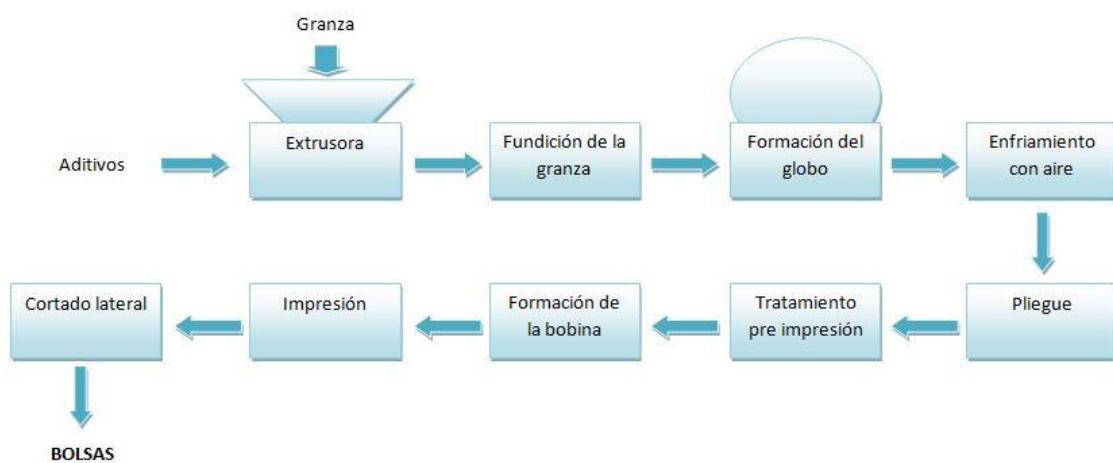 Granza
Aditivos
Extrusora
Fundición de la
granza
Formación del
globo
Enfriamiento
con aire
Pliegue
Tratamiento
pre impresión
Formación de
la bobina
Impresión
Cortado lateral
BOLSAS